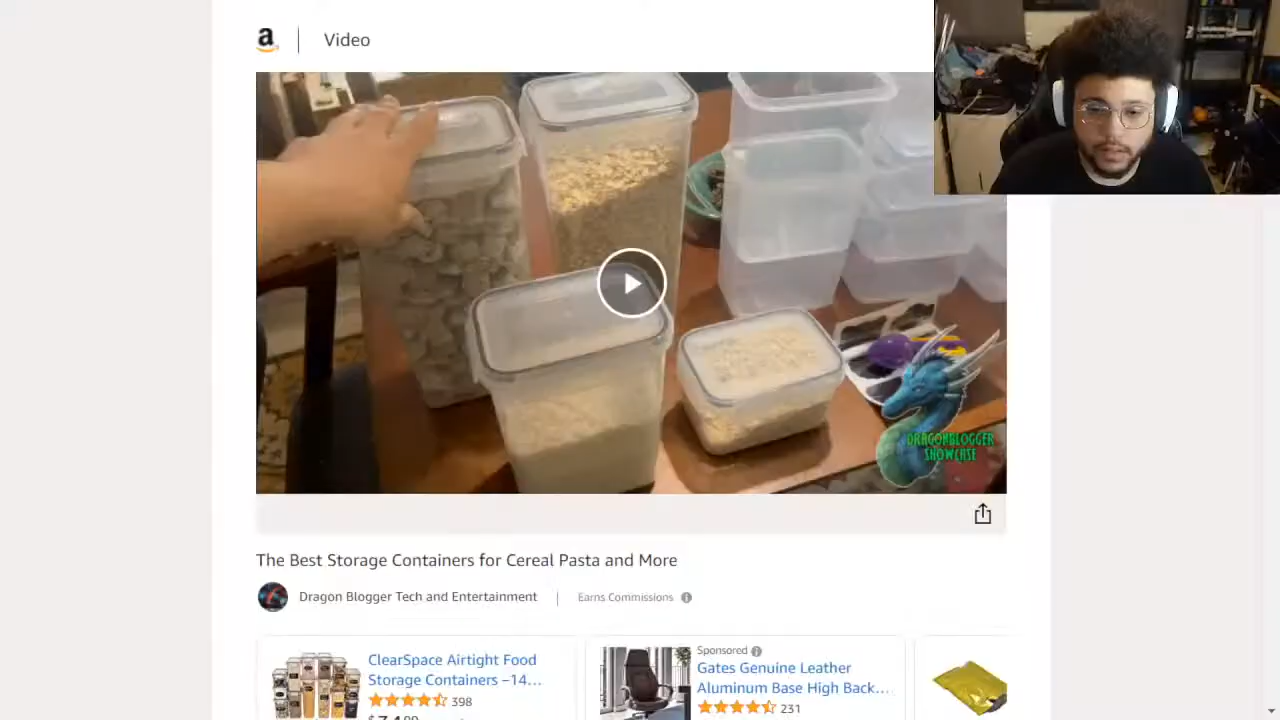 a
Video
DRAGONBLOGGER
SHOWCASE
The Best Storage Containers for Cereal Pasta and More
Dragon Blogger Tech and Entertainment
Earns Commissions
ClearSpace Airtight Food
Storage Containers –14...
398
Sponsored
Gates Genuine Leather
Aluminum Base High Back...
231